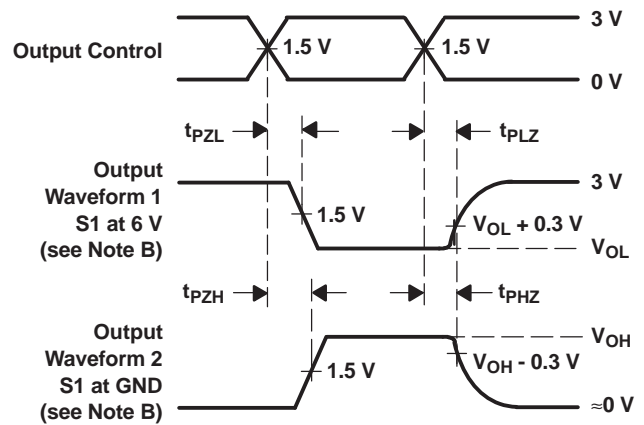 3 V
Output Control
1.5 V
1.5 V
0 V
tPZL
tPLZ
Output
Waveform 1
S1 at 6 V
(see Note B)
3 V
1.5 V
VOL + 0.3 V
VOL
tPZH
tPHZ
Output
Waveform 2
S1 at GND
(see Note B)
VOH
1.5 V
VOH - 0.3 V
≈0 V